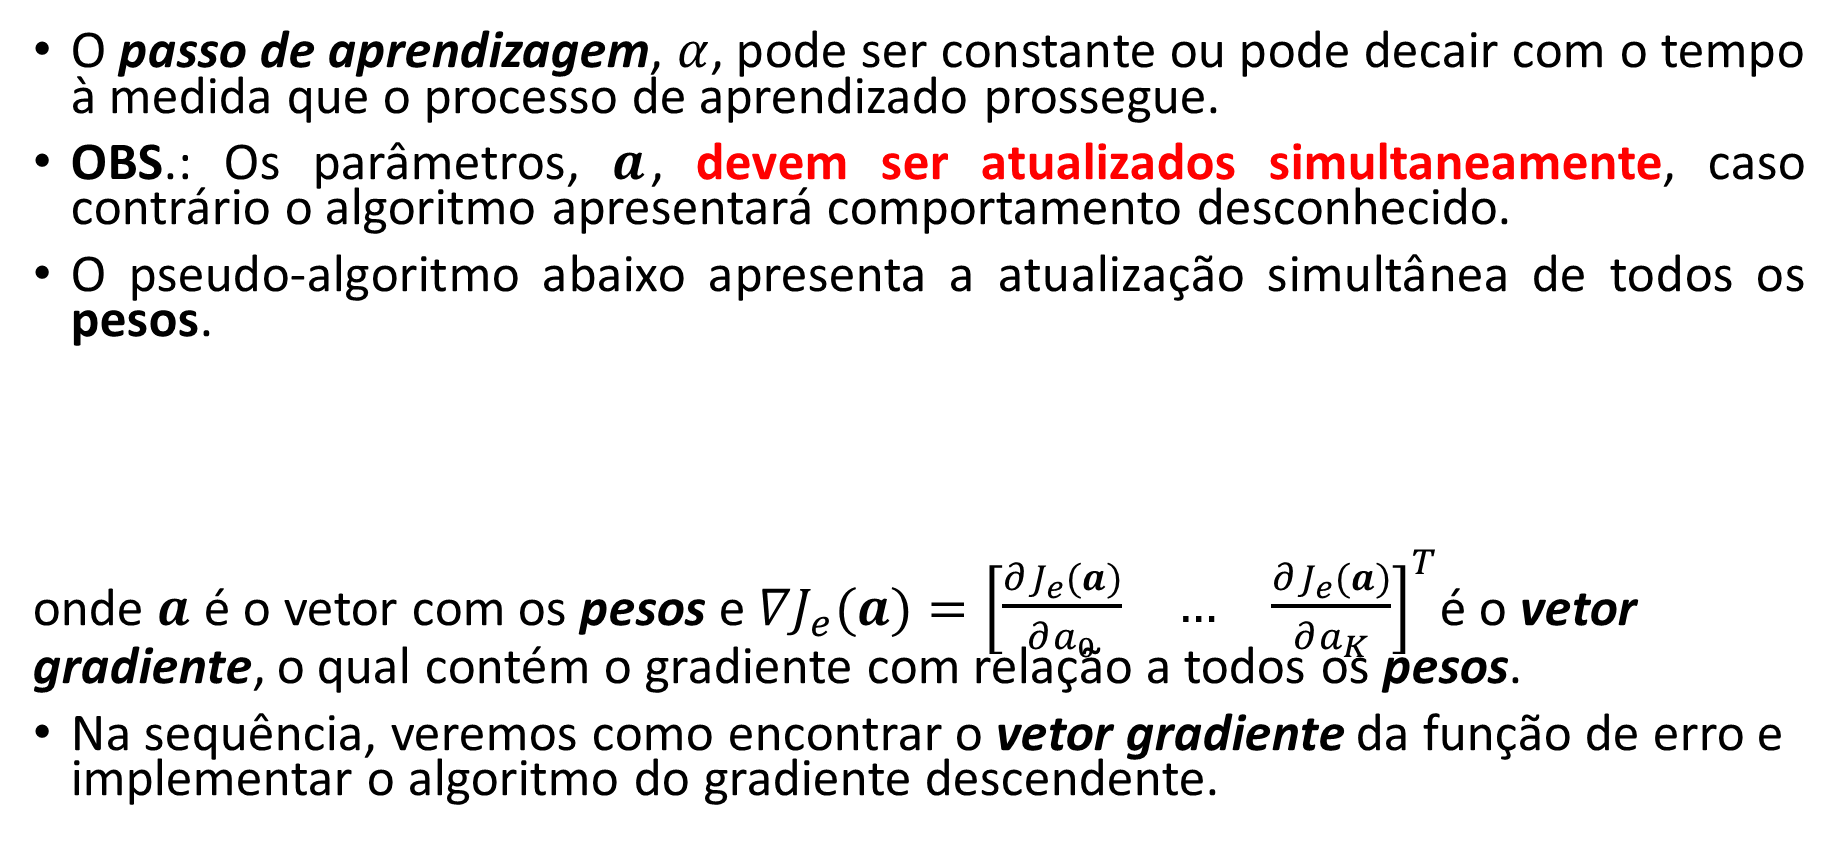 • O passo de aprendizagem, α, pode ser constante ou pode decair com o tempo
à medida que o processo de aprendizado prossegue.
• OBS.: Os parâmetros, a, devem ser atualizados simultaneamente, caso
contrário o algoritmo apresentará comportamento desconhecido.
• O pseudo-algoritmo abaixo apresenta a atualização simultânea de todos os
pesos.
onde a é o vetor com os pesos e ∇J_e(a) = [∂J_e(a)/∂a_0 … ∂J_e(a)/∂a_K]^T é o vetor
gradiente, o qual contém o gradiente com relação a todos os pesos.
• Na sequência, veremos como encontrar o vetor gradiente da função de erro e
implementar o algoritmo do gradiente descendente.